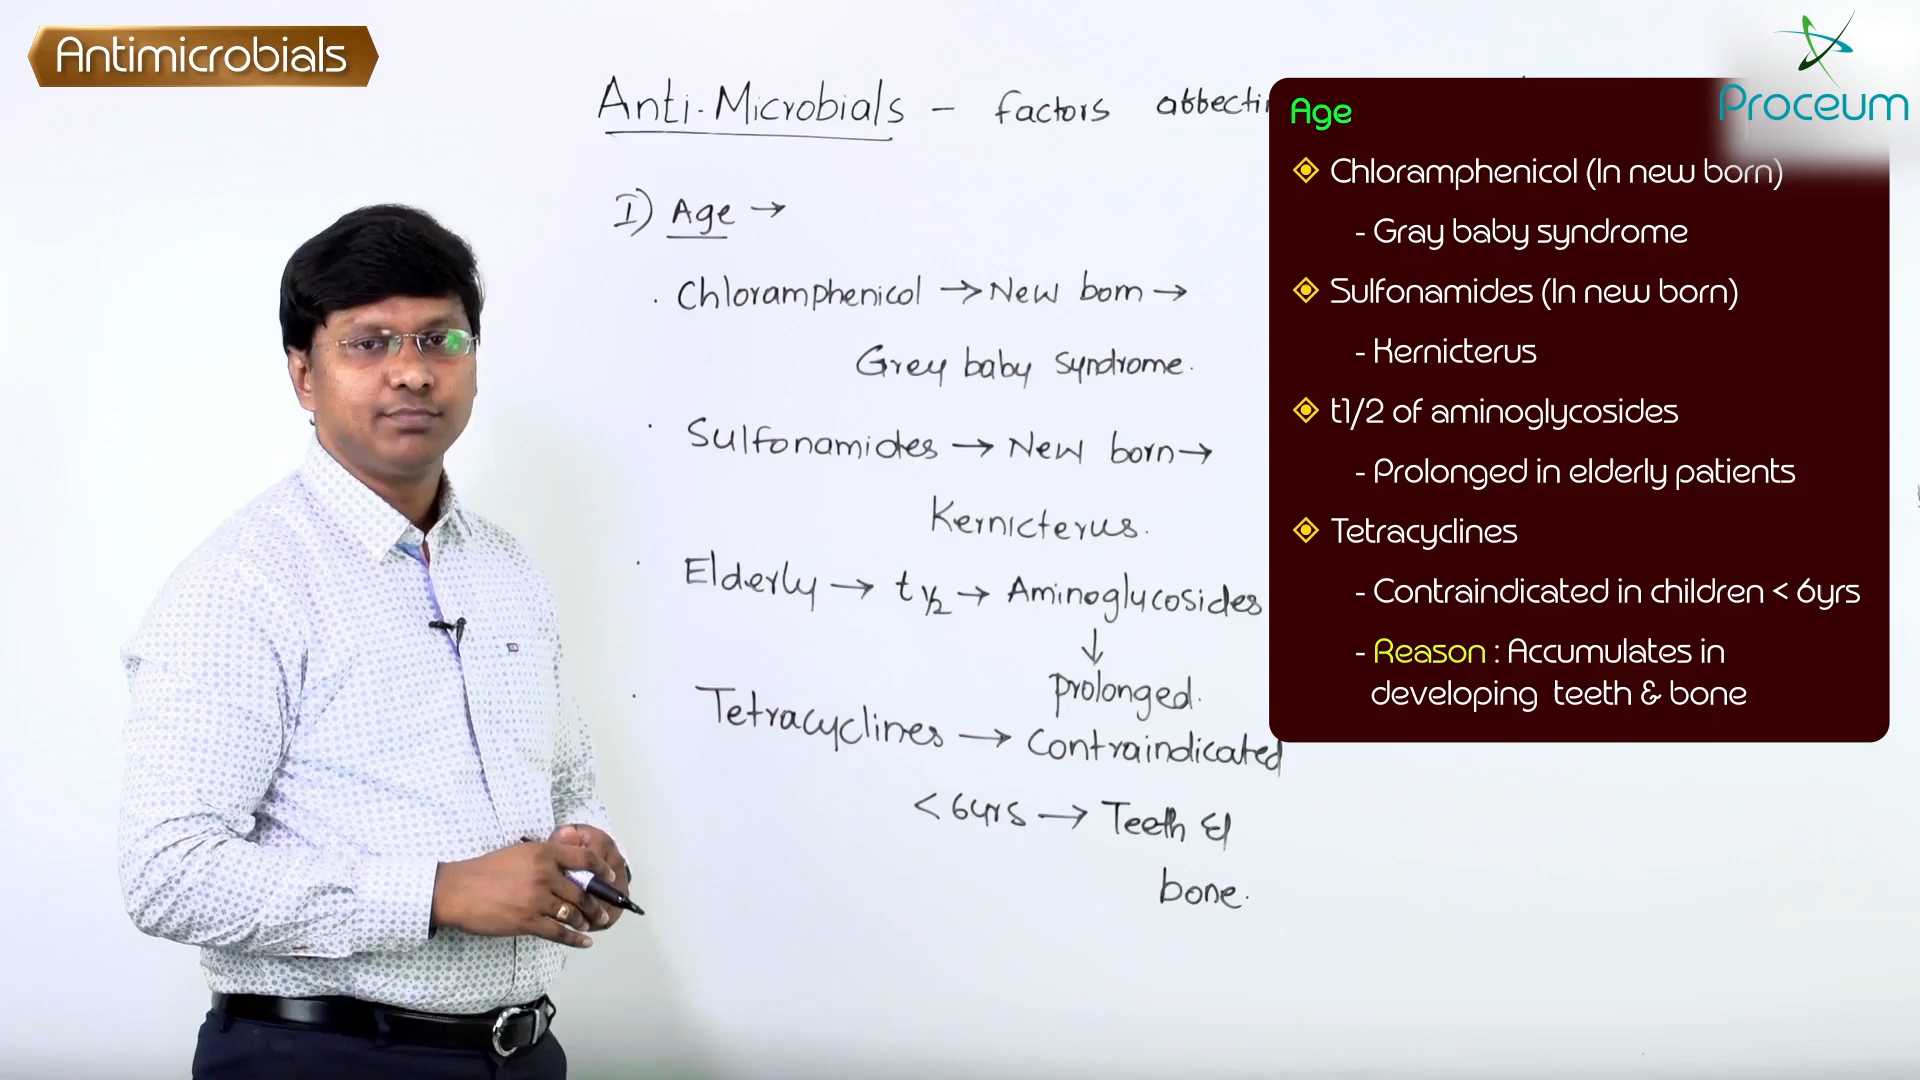 Antimicrobials
Anti-Microbials - factors
I) Age →
. Chloramphenicol → New born →
Grey baby syndrome.
. Sulfonamides → New born →
Kernicterus.
. Elderly → t ½ → Aminoglycosides
↓
prolonged.
. Tetracyclines → Contraindicated
< 6yrs → Teeth &
bone.
Proceum
Age
Chloramphenicol (In new born)
- Gray baby syndrome
Sulfonamides (In new born)
- Kernicterus
t1/2 of aminoglycosides
- Prolonged in elderly patients
Tetracyclines
- Contraindicated in children < 6yrs
- Reason : Accumulates in
developing teeth & bone